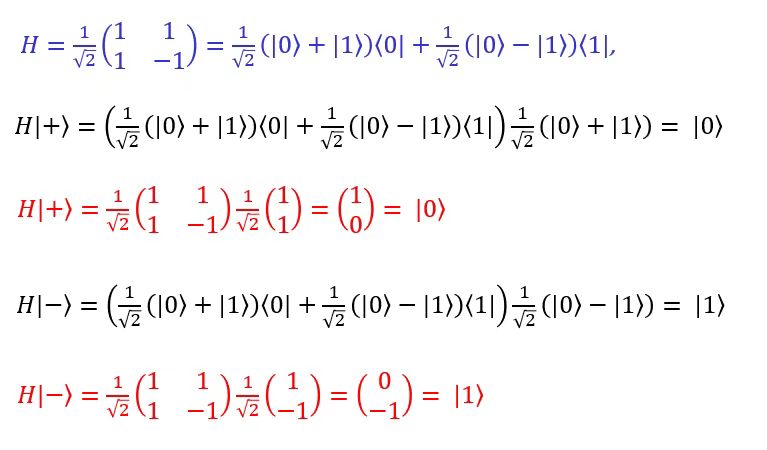 H = 1/√2 (1 1 1 −1) = 1/√2 (|0⟩ + |1⟩)⟨0| + 1/√2 (|0⟩ − |1⟩)⟨1|,
H|+⟩ = (1/√2 (|0⟩ + |1⟩)⟨0| + 1/√2 (|0⟩ − |1⟩)⟨1|) 1/√2 (|0⟩ + |1⟩) = |0⟩
H|+⟩ = 1/√2 (1 1 1 −1) 1/√2 (1 1) = (1 0) = |0⟩
H|−⟩ = (1/√2 (|0⟩ + |1⟩)⟨0| + 1/√2 (|0⟩ − |1⟩)⟨1|) 1/√2 (|0⟩ − |1⟩) = |1⟩
H|−⟩ = 1/√2 (1 1 1 −1) 1/√2 (1 −1) = (0 −1) = |1⟩